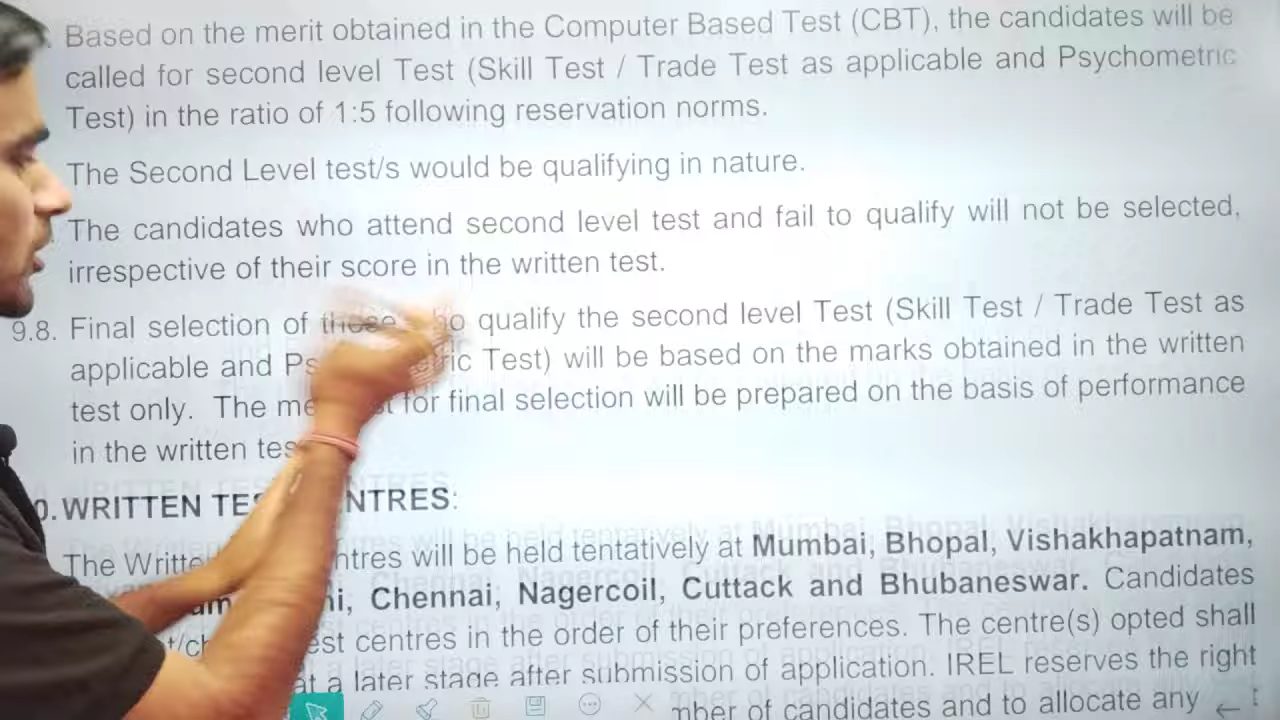 Based on the merit obtained in the Computer Based Test (CBT), the candidates will be
called for second level Test (Skill Test / Trade Test as applicable and Psychometric
Test) in the ratio of 1:5 following reservation norms.
The Second Level test/s would be qualifying in nature.
The candidates who attend second level test and fail to qualify will not be selected,
irrespective of their score in the written test.
9.8. Final selection of those who qualify the second level Test (Skill Test / Trade Test as
applicable and Test) will be based on the marks obtained in the written
test only. The for final selection will be prepared on the basis of performance
in the written
WRITTEN
The will be held tentatively at Mumbai, Bhopal, Vishakhapatnam,
Chennai, Nagercoil, Cuttack and Bhubaneswar. Candidates
centres in the order of their preferences. The centre(s) opted shall
at a later stage after submission of application. IREL reserves the right
of candidates and to allocate any